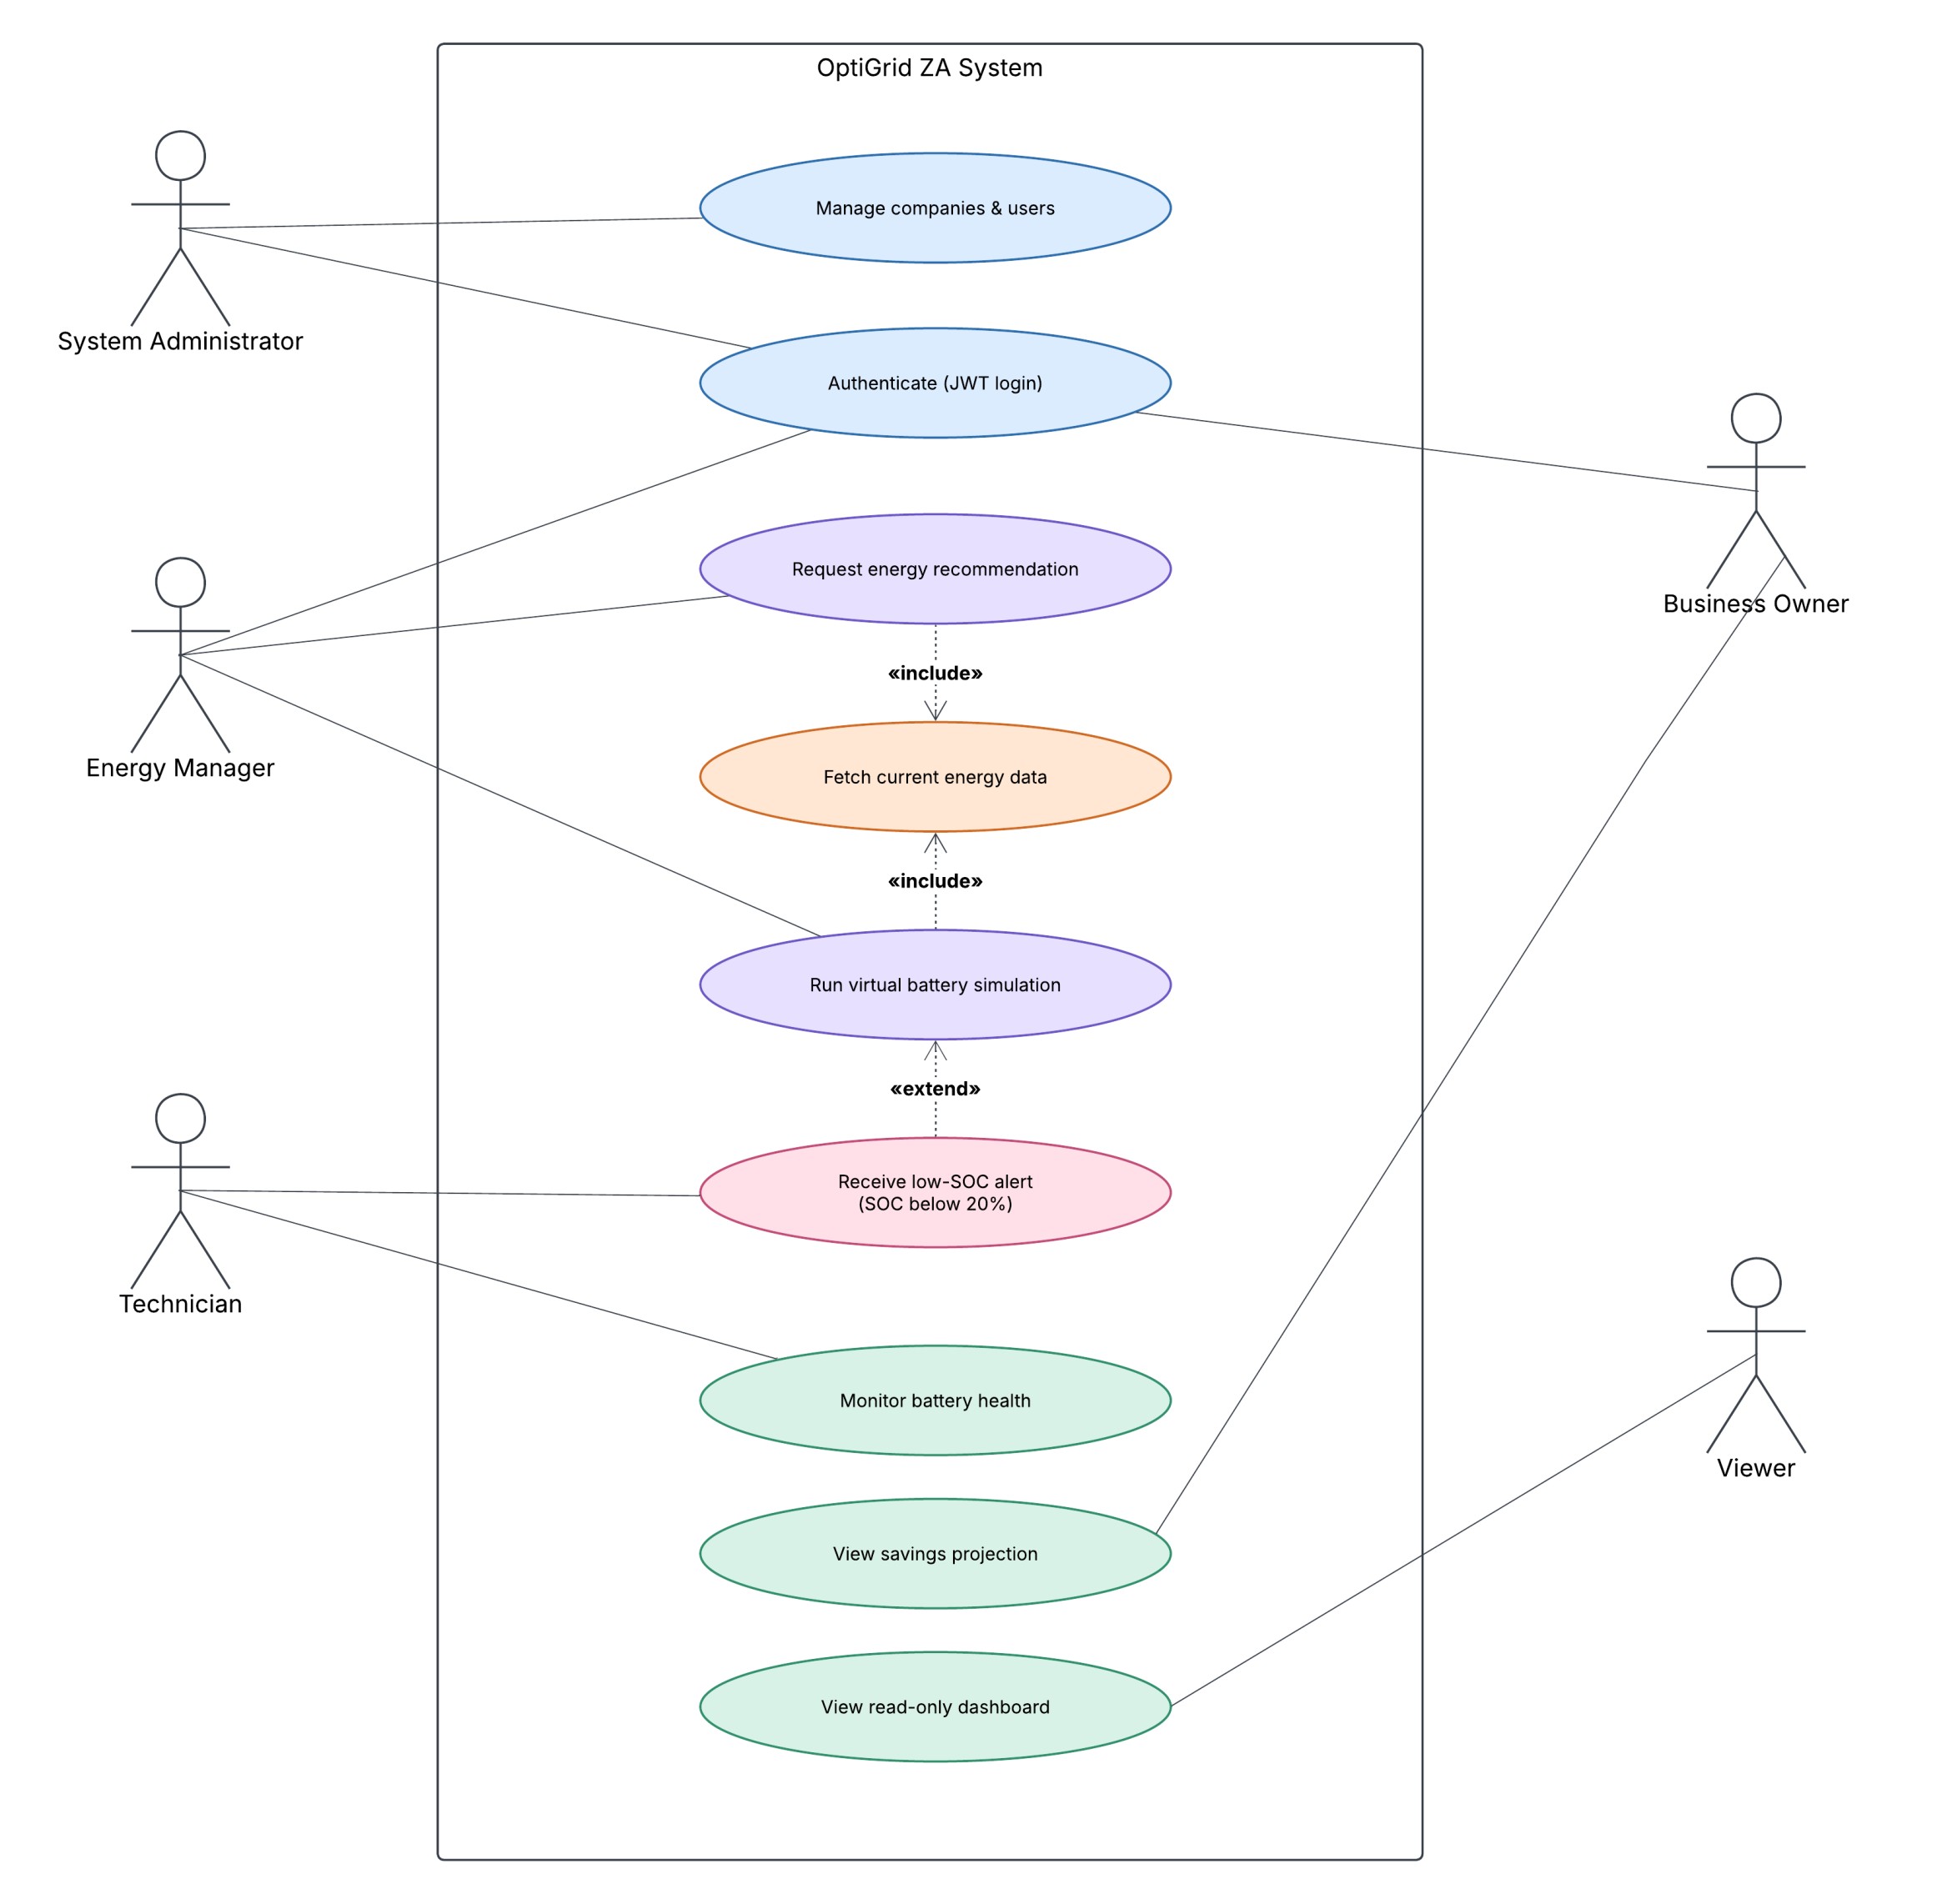 OptiGrid ZA System
Manage companies & users
System Administrator
Authenticate (JWT login)
Request energy recommendation
Business Owner
«include»
Energy Manager
Fetch current energy data
«include»
Run virtual battery simulation
«extend»
Receive low-SOC alert
(SOC below 20%)
Technician
Monitor battery health
Viewer
View savings projection
View read-only dashboard